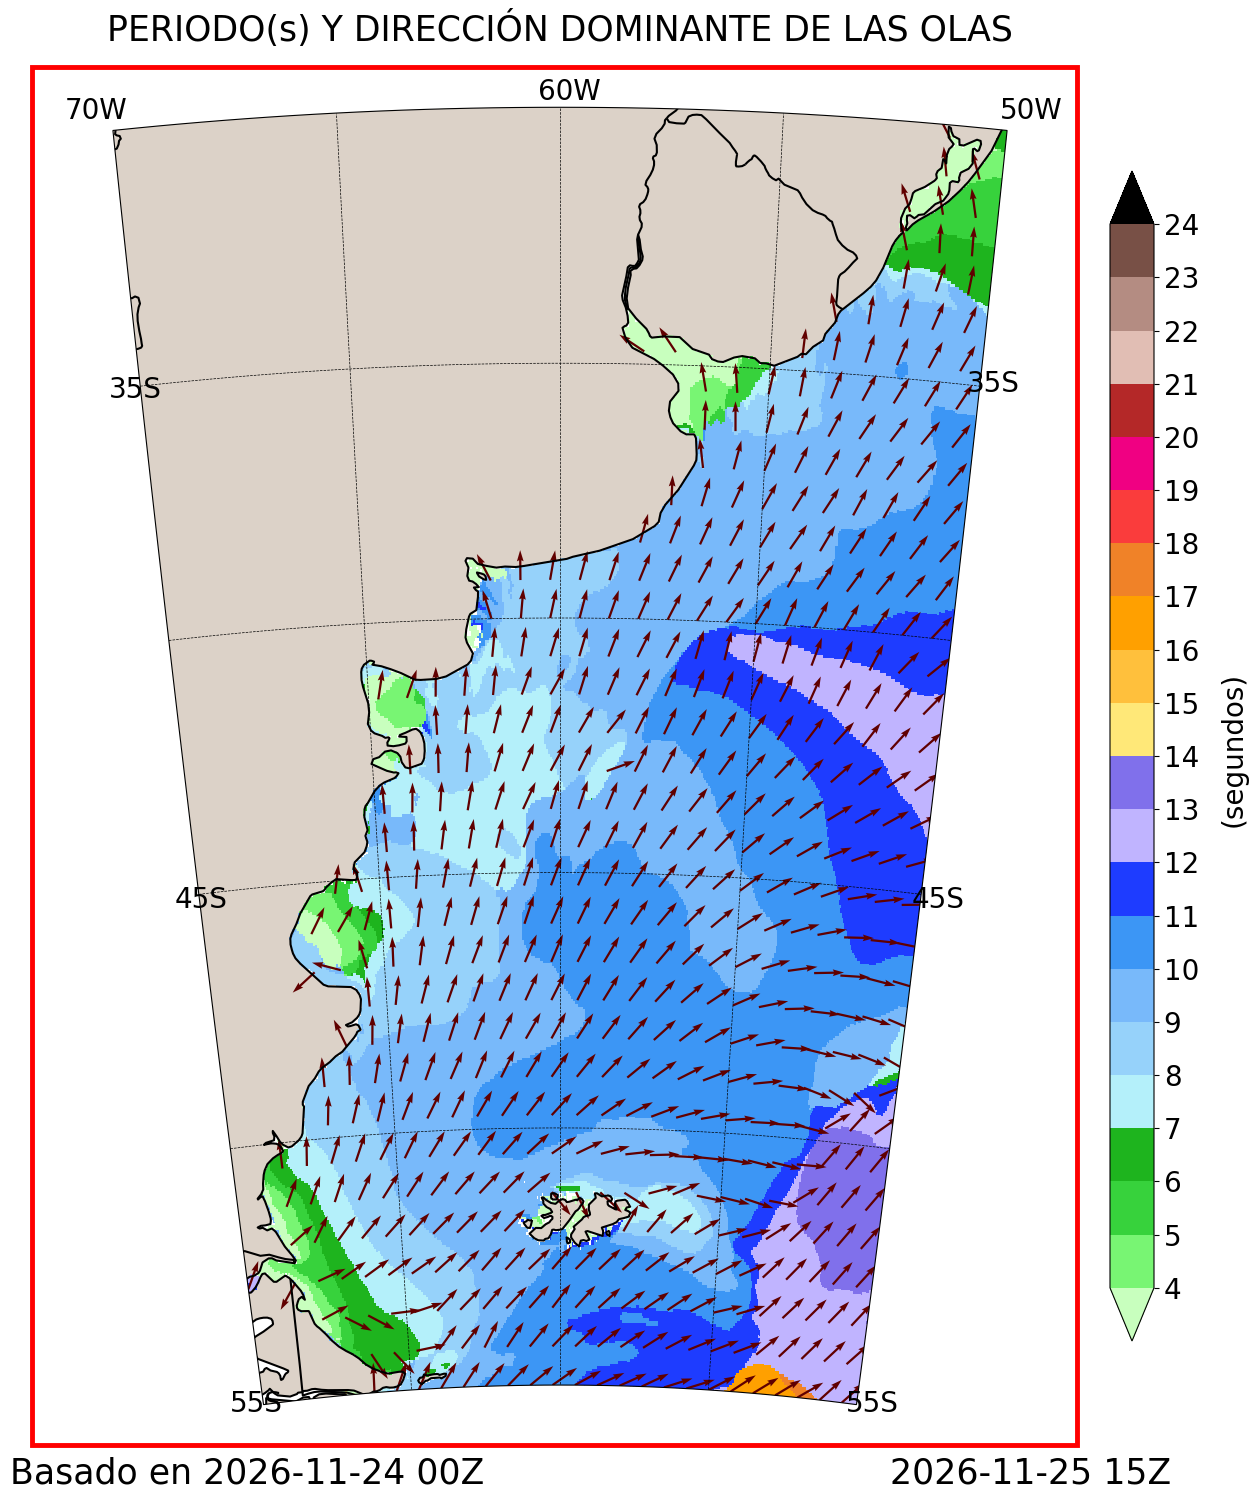 PERIODO(s) Y DIRECCIÓN DOMINANTE DE LAS OLAS
70W
60W
50W
35S
35S
45S
45S
55S
55S
24
23
22
21
20
19
18
17
16
15
14
13
12
11
10
9
8
7
6
5
4
(segundos)
Basado en 2026-11-24 00Z
2026-11-25 15Z